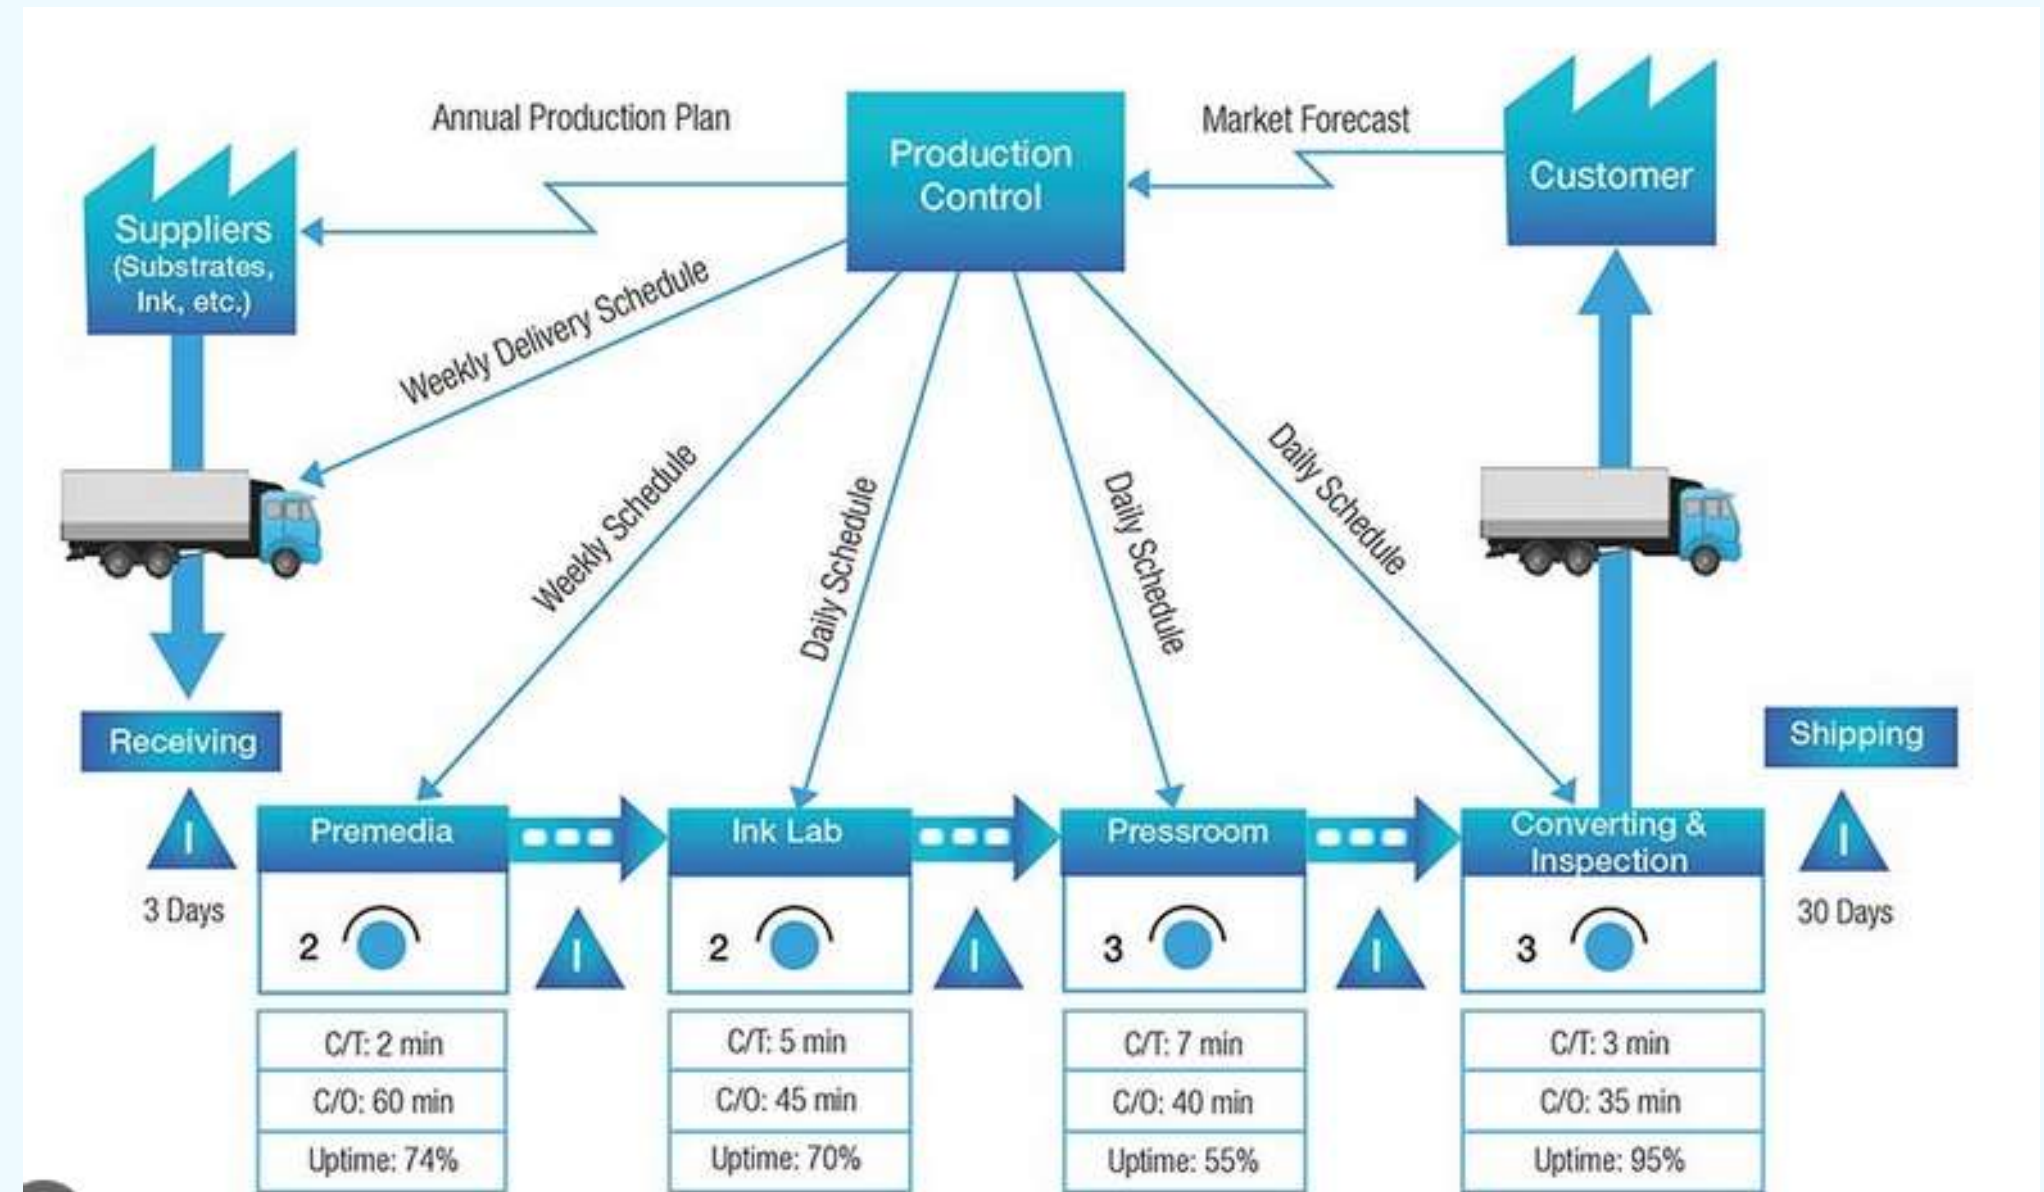 Annual Production Plan
Production
Control
Market Forecast
Customer
Suppliers
(Substrates,
Ink, etc.)
Weekly Delivery Schedule
Weekly Schedule
Daily Schedule
Daily Schedule
Daily Schedule
Receiving
Shipping
I
3 Days
I
30 Days
Premedia
Ink Lab
Pressroom
Converting &
Inspection
2
I
2
I
3
I
3
C/T: 2 min
C/O: 60 min
Uptime: 74%
C/T: 5 min
C/O: 45 min
Uptime: 70%
C/T: 7 min
C/O: 40 min
Uptime: 55%
C/T: 3 min
C/O: 35 min
Uptime: 95%